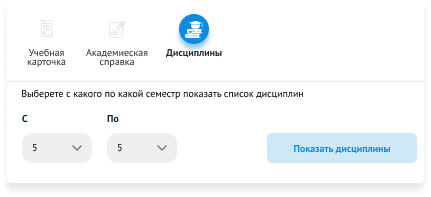 Учебная карточка
Академическая справка
Дисциплины
Выберете с какого по какой семестр показать список дисциплин
С
По
5
5
Показать дисциплины